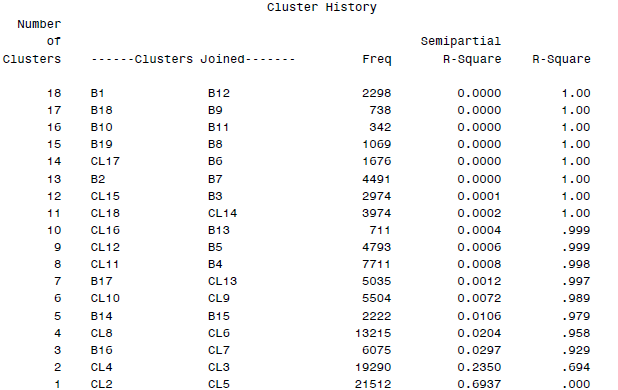 Cluster History
Number
of Semipartial
Clusters ------Clusters Joined------- Freq R-Square R-Square
18 B1 B12 2298 0.0000 1.00
17 B18 B9 738 0.0000 1.00
16 B10 B11 342 0.0000 1.00
15 B19 B8 1069 0.0000 1.00
14 CL17 B6 1676 0.0000 1.00
13 B2 B7 4491 0.0000 1.00
12 CL15 B3 2974 0.0001 1.00
11 CL18 CL14 3974 0.0002 1.00
10 CL16 B13 711 0.0004 .999
9 CL12 B5 4793 0.0006 .999
8 CL11 B4 7711 0.0008 .998
7 B17 CL13 5035 0.0012 .997
6 CL10 CL9 5504 0.0072 .989
5 B14 B15 2222 0.0106 .979
4 CL8 CL6 13215 0.0204 .958
3 B16 CL7 6075 0.0297 .929
2 CL4 CL3 19290 0.2350 .694
1 CL2 CL5 21512 0.6937 .000